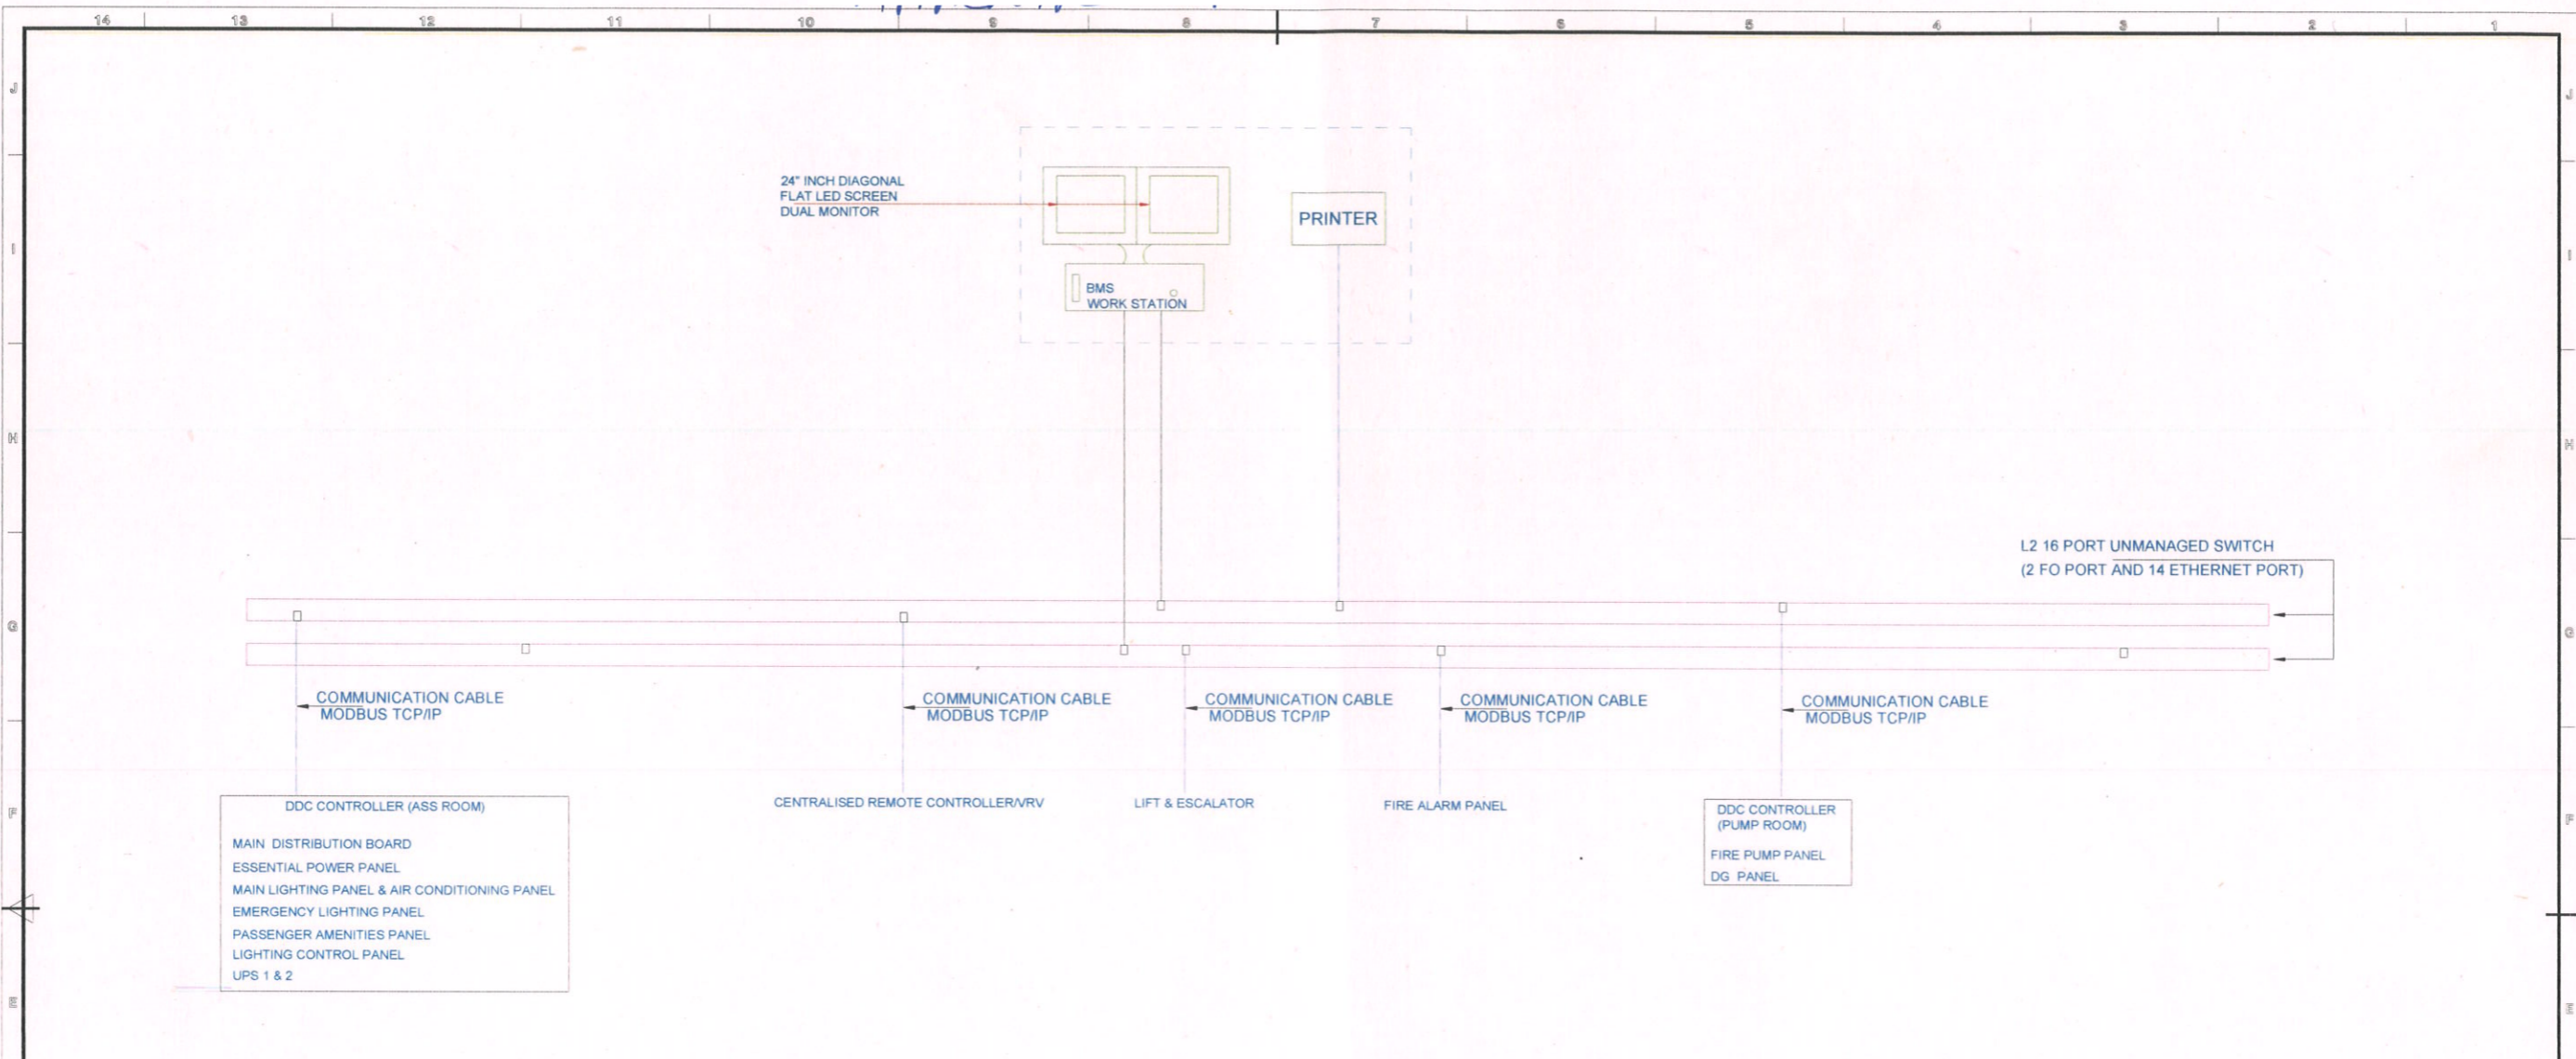 14 13 12 11 10 9 8 7 6 5 4 3 2 1
J
J
24" INCH DIAGONAL
FLAT LED SCREEN
DUAL MONITOR
PRINTER
I
I
BMS
WORK STATION
H
H
L2 16 PORT UNMANAGED SWITCH
(2 FO PORT AND 14 ETHERNET PORT)
G
G
COMMUNICATION CABLE
MODBUS TCP/IP
COMMUNICATION CABLE
MODBUS TCP/IP
COMMUNICATION CABLE
MODBUS TCP/IP
COMMUNICATION CABLE
MODBUS TCP/IP
COMMUNICATION CABLE
MODBUS TCP/IP
F
F
DDC CONTROLLER (ASS ROOM)
MAIN DISTRIBUTION BOARD
ESSENTIAL POWER PANEL
MAIN LIGHTING PANEL & AIR CONDITIONING PANEL
EMERGENCY LIGHTING PANEL
PASSENGER AMENITIES PANEL
LIGHTING CONTROL PANEL
UPS 1 & 2
CENTRALISED REMOTE CONTROLLER/VRV
LIFT & ESCALATOR
FIRE ALARM PANEL
DDC CONTROLLER
(PUMP ROOM)
FIRE PUMP PANEL
DG PANEL
E
E